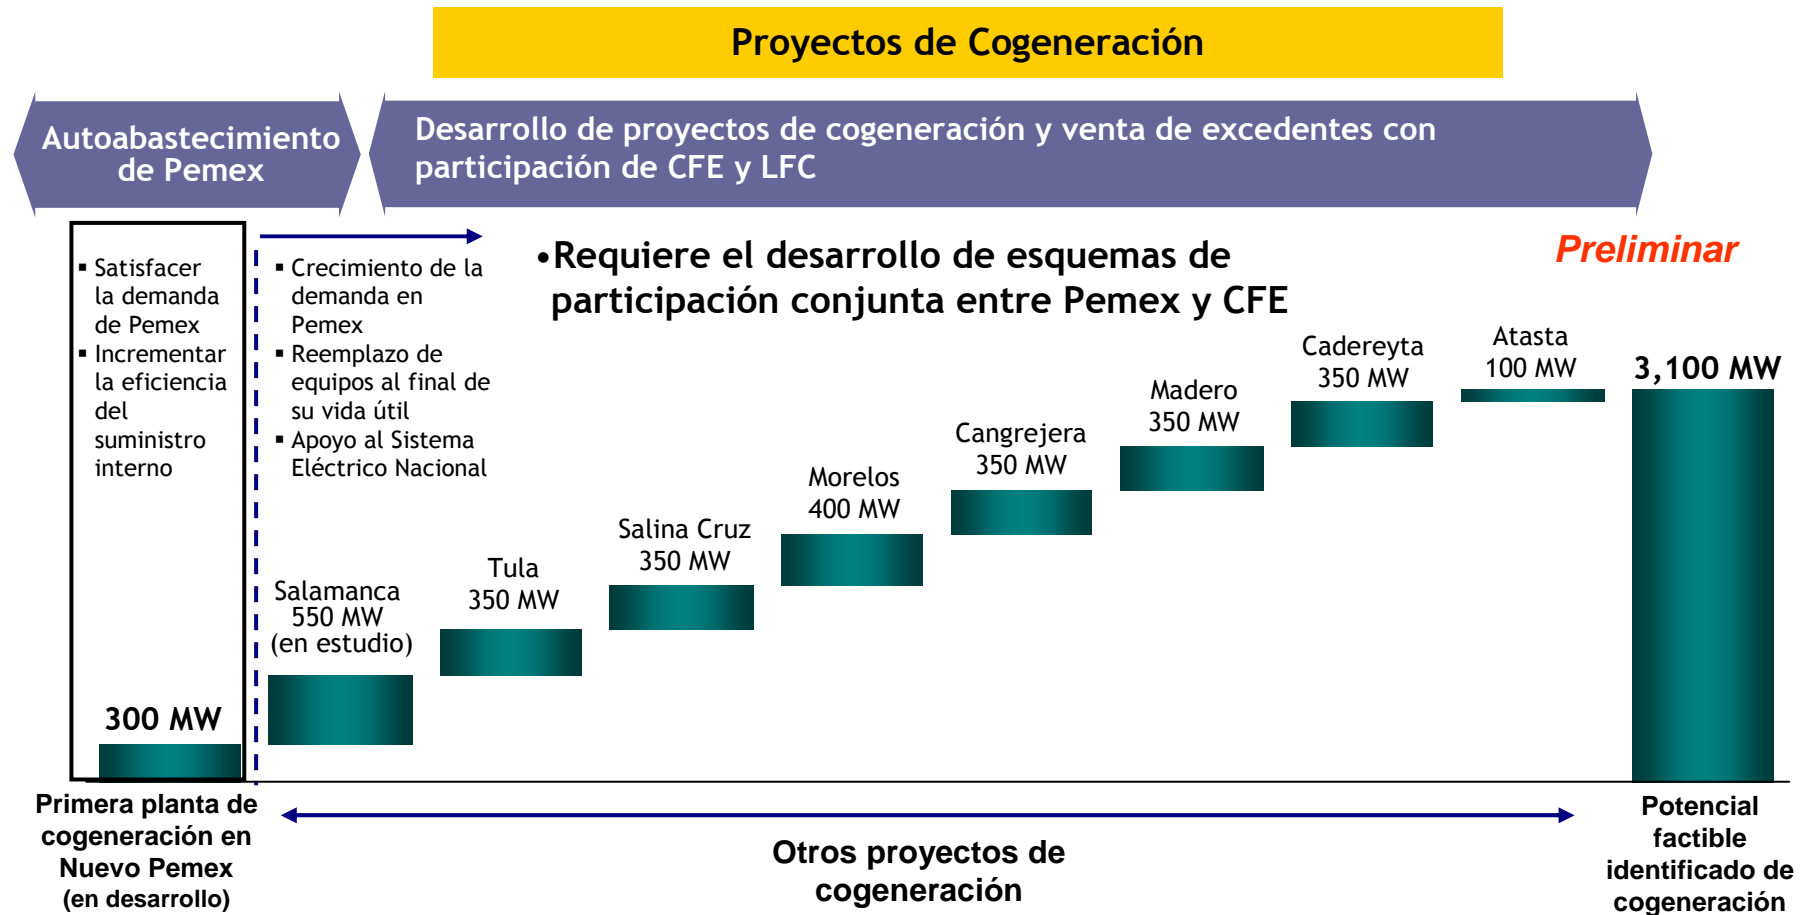 Proyectos de Cogeneración
Autoabastecimiento
de Pemex
Desarrollo de proyectos de cogeneración y venta de excedentes con
participación de CFE y LFC
▪ Satisfacer
la demanda
de Pemex
▪ Incrementar
la eficiencia
del
suministro
interno
▪ Crecimiento de la
demanda en
Pemex
▪ Reemplazo de
equipos al final de
su vida útil
▪ Apoyo al Sistema
Eléctrico Nacional
•Requiere el desarrollo de esquemas de
participación conjunta entre Pemex y CFE
Preliminar
300 MW
Salamanca
550 MW
(en estudio)
Tula
350 MW
Salina Cruz
350 MW
Morelos
400 MW
Cangrejera
350 MW
Madero
350 MW
Cadereyta
350 MW
Atasta
100 MW
3,100 MW
Primera planta de
cogeneración en
Nuevo Pemex
(en desarrollo)
Otros proyectos de
cogeneración
Potencial
factible
identificado de
cogeneración